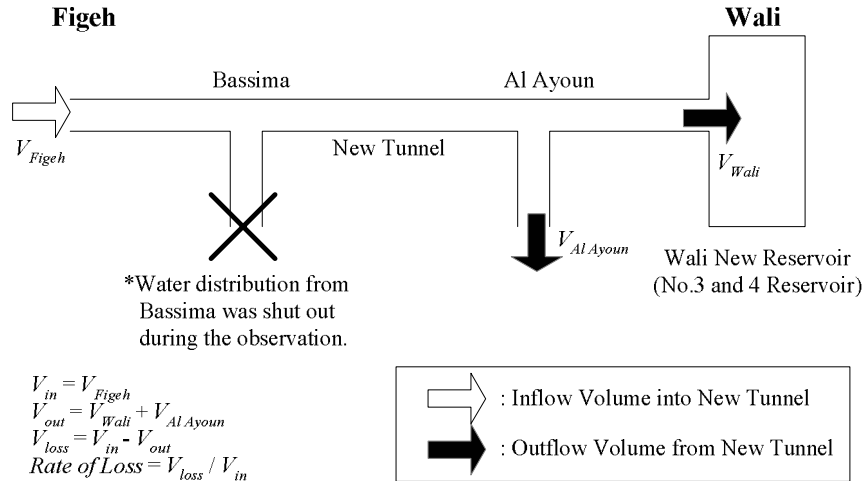 Figeh
Wali
Bassima
Al Ayoun
V_Figeh
New Tunnel
V_Wali
V_Al Ayoun
*Water distribution from
Bassima was shut out
during the observation.
Wali New Reservoir
(No.3 and 4 Reservoir)
V_in = V_Figeh
V_out = V_Wali + V_Al Ayoun
V_loss = V_in - V_out
Rate of Loss = V_loss / V_in
: Inflow Volume into New Tunnel
: Outflow Volume from New Tunnel